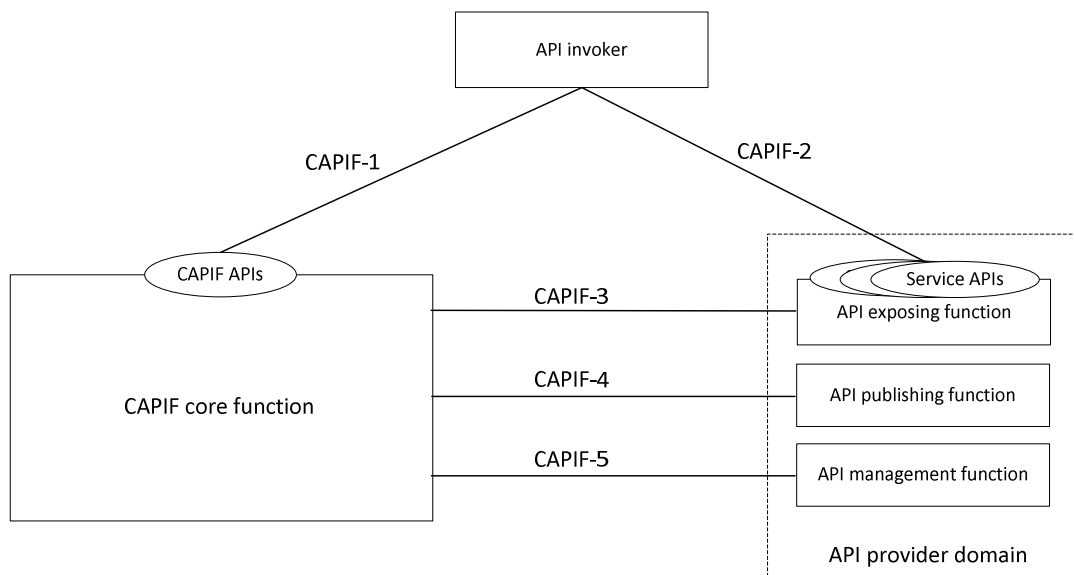 API invoker
CAPIF-1
CAPIF-2
CAPIF APIs
Service APIs
CAPIF-3
API exposing function
CAPIF-4
API publishing function
CAPIF core function
CAPIF-5
API management function
API provider domain